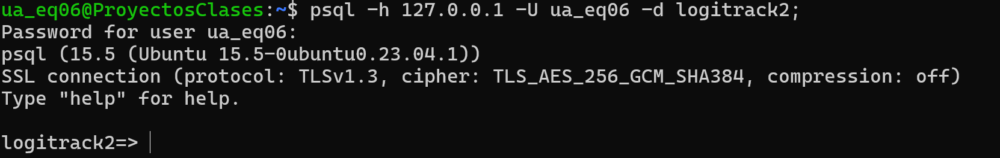 ua_eq06@ProyectosClases:~$ psql -h 127.0.0.1 -U ua_eq06 -d logitrack2;
Password for user ua_eq06:
psql (15.5 (Ubuntu 15.5-0ubuntu0.23.04.1))
SSL connection (protocol: TLSv1.3, cipher: TLS_AES_256_GCM_SHA384, compression: off)
Type "help" for help.
logitrack2=>